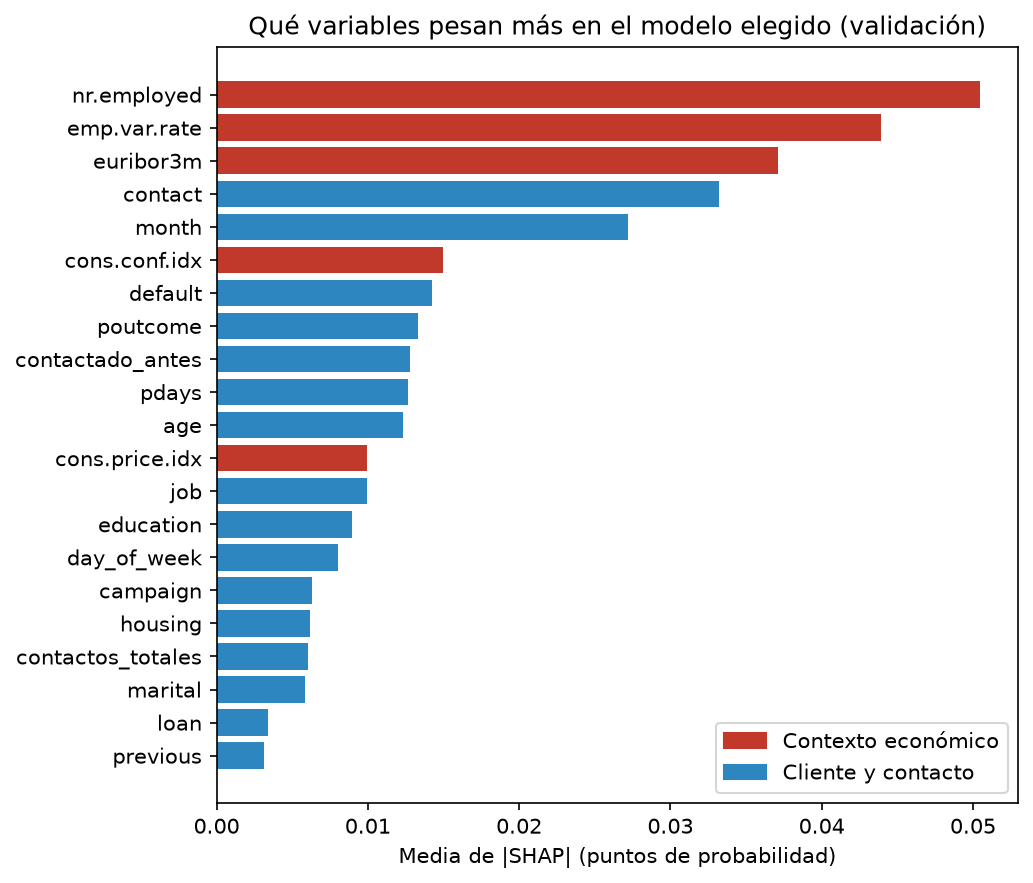 Qué variables pesan más en el modelo elegido (validación)
nr.employed
emp.var.rate
euribor3m
contact
month
cons.conf.idx
default
poutcome
contactado_antes
pdays
age
cons.price.idx
job
education
day_of_week
campaign
housing
contactos_totales
marital
loan
previous
Contexto económico
Cliente y contacto
0.00 0.01 0.02 0.03 0.04 0.05
Media de |SHAP| (puntos de probabilidad)